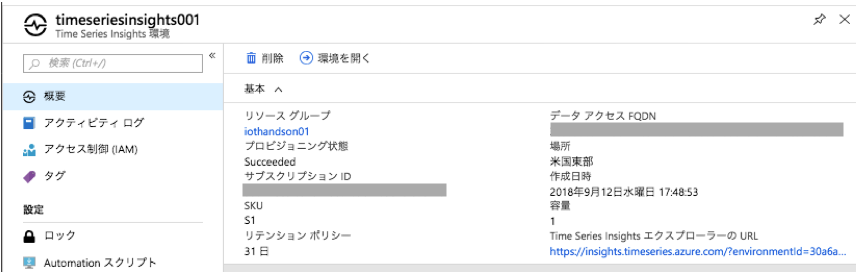 timeseriesinsights001
Time Series Insights 環境
検索 (Ctrl+/)
概要
アクティビティ ログ
アクセス制御 (IAM)
タグ
設定
ロック
Automation スクリプト
削除
環境を開く
基本
リソース グループ
iothandson01
プロビジョニング状態
Succeeded
サブスクリプション ID
SKU
S1
リテンション ポリシー
31 日
データ アクセス FQDN
場所
米国東部
作成日時
2018年9月12日水曜日 17:48:53
容量
1
Time Series Insights エクスプローラーの URL
https://insights.timeseries.azure.com/?environmentId=30a6a...